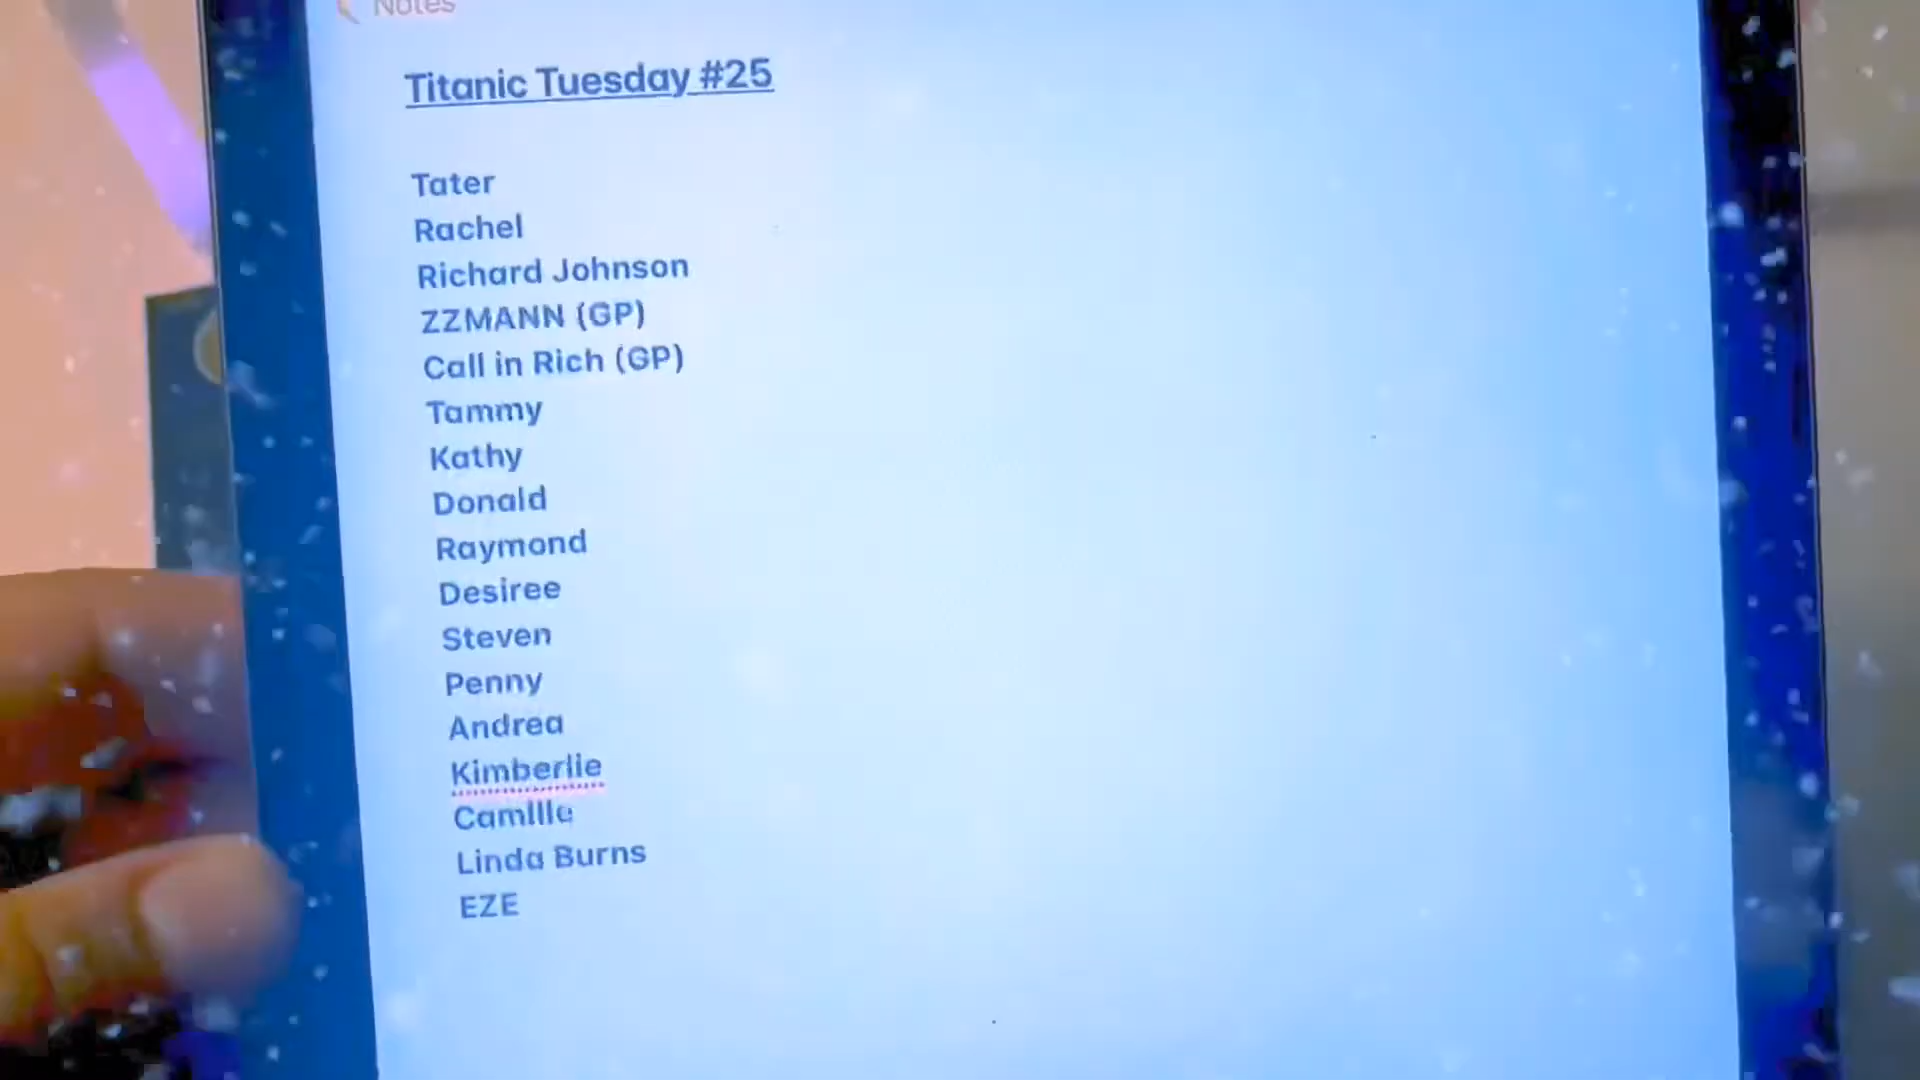 Notes
Titanic Tuesday #25
Tater
Rachel
Richard Johnson
ZZMANN (GP)
Call in Rich (GP)
Tammy
Kathy
Donald
Raymond
Desiree
Steven
Penny
Andrea
Kimberlie
Camille
Linda Burns
EZE